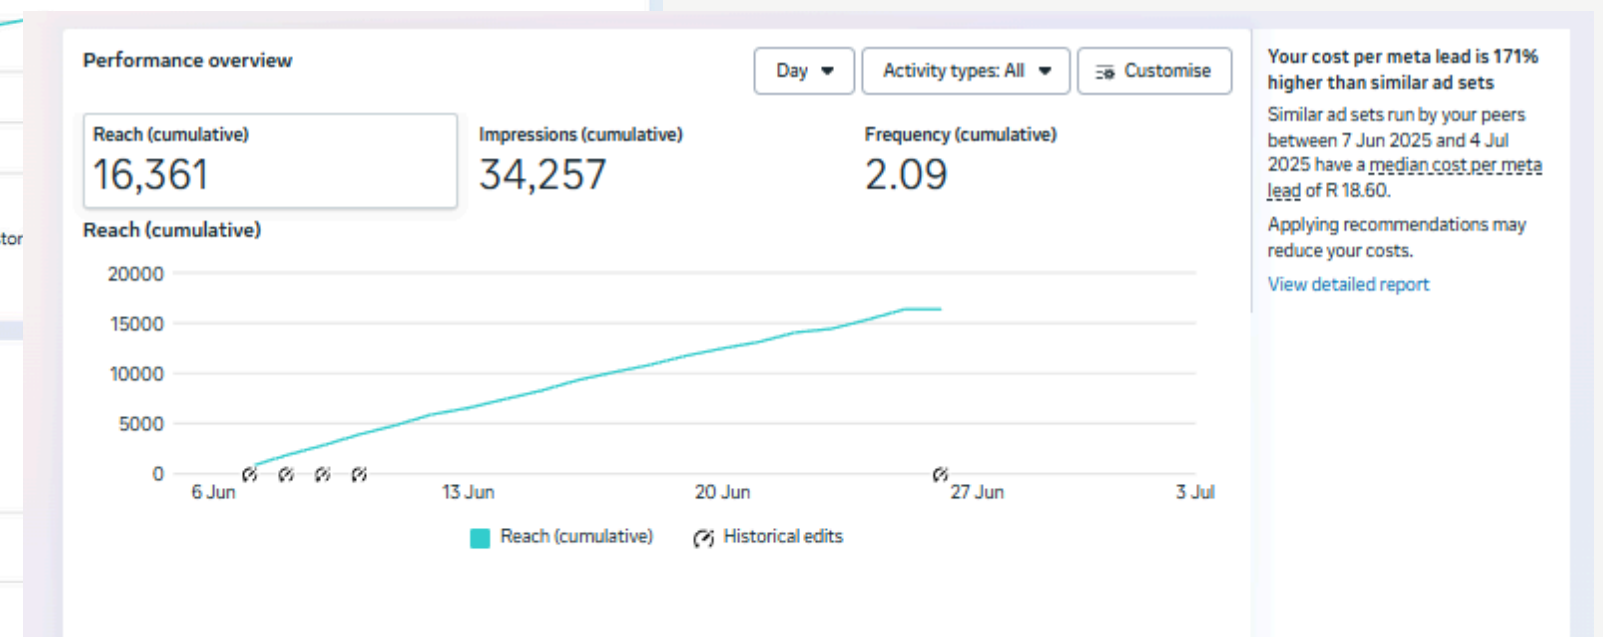 Performance overview
Day
Activity types: All
Customise
Reach (cumulative)
16,361
Impressions (cumulative)
34,257
Frequency (cumulative)
2.09
Reach (cumulative)
20000
15000
10000
5000
0
6 Jun
13 Jun
20 Jun
27 Jun
3 Jul
Reach (cumulative)
Historical edits
Your cost per meta lead is 171%
higher than similar ad sets
Similar ad sets run by your peers
between 7 Jun 2025 and 4 Jul
2025 have a median cost per meta
lead of R 18.60.
Applying recommendations may
reduce your costs.
View detailed report